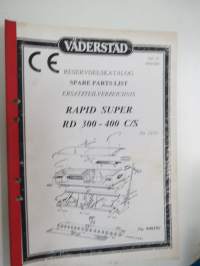 VÄDERSTAD
CE
RESERVDELSKATALOG
SPARE PARTS LIST
ERSATZTEILVERZEICHNIS
RAPID SUPER
RD 300-400 C/S